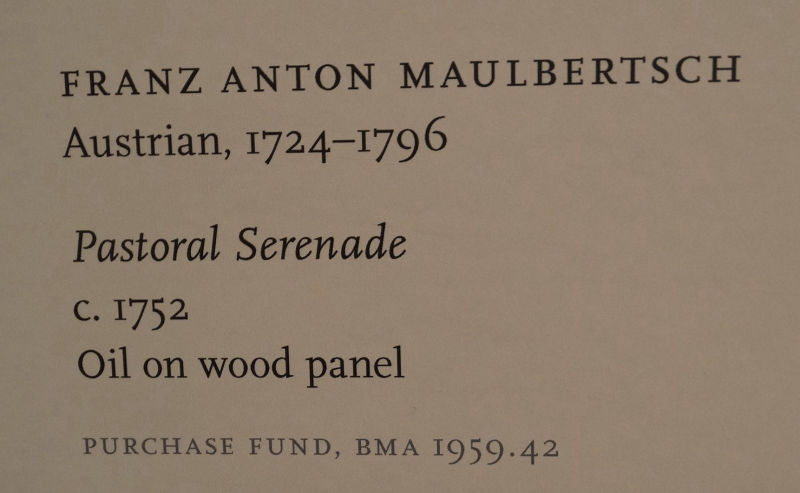 FRANZ ANTON MAULBERTSCH
Austrian, 1724–1796
Pastoral Serenade
c. 1752
Oil on wood panel
PURCHASE FUND, BMA 1959.42